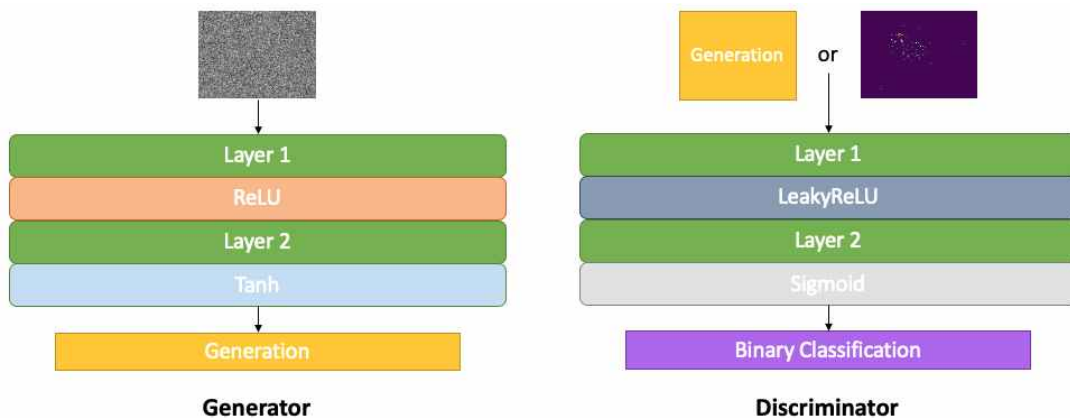 Layer 1
ReLU
Layer 2
Tanh
Generation
Generator
Generation
or
Layer 1
LeakyReLU
Layer 2
Sigmoid
Binary Classification
Discriminator